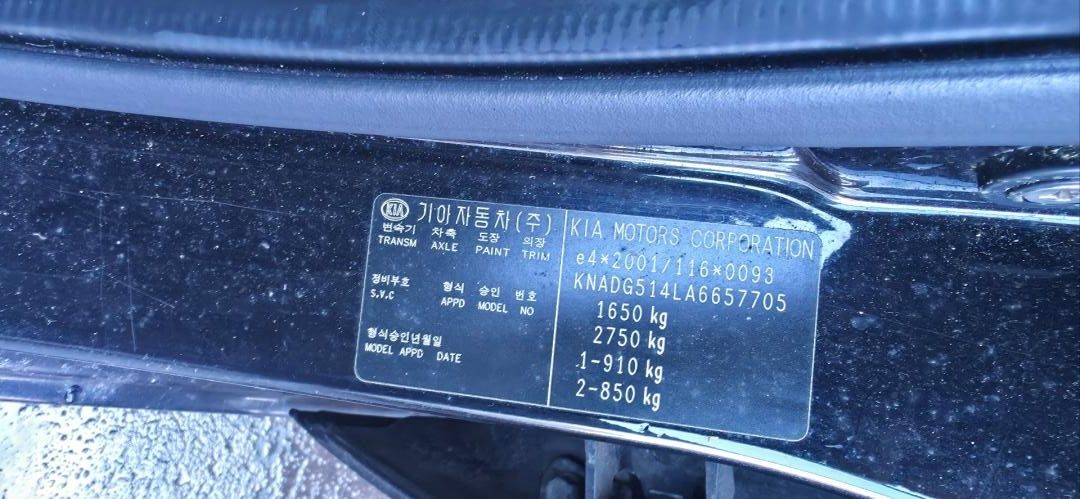 KIA 기아자동차(주)
변속기 차축 도장 의장
TRANSM AXLE PAINT TRIM
정비부호 형식 승인 번호
S.V.C APPD MODEL NO
형식승인년월일
MODEL APPD DATE
KIA MOTORS CORPORATION
e4*2001/116*0093
KNADG514LA6657705
1650 kg
2750 kg
1-910 kg
2-850 kg